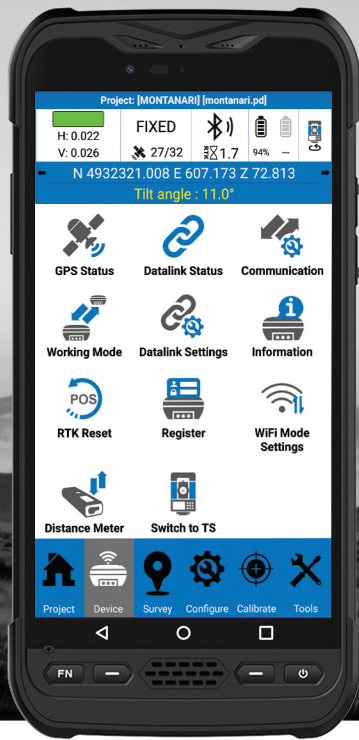 Project: [MONTANARI] [montanari.pd]
H: 0.022
V: 0.026
FIXED
27/32
RTK
1.7
94%
--
N 4932321.008 E 607.173 Z 72.813
Tilt angle : 11.0°
GPS Status
Datalink Status
Communication
Working Mode
Datalink Settings
Information
POS
RTK Reset
Register
WiFi Mode
Settings
Distance Meter
Switch to TS
Project
Device
Survey
Configure
Calibrate
Tools
FN